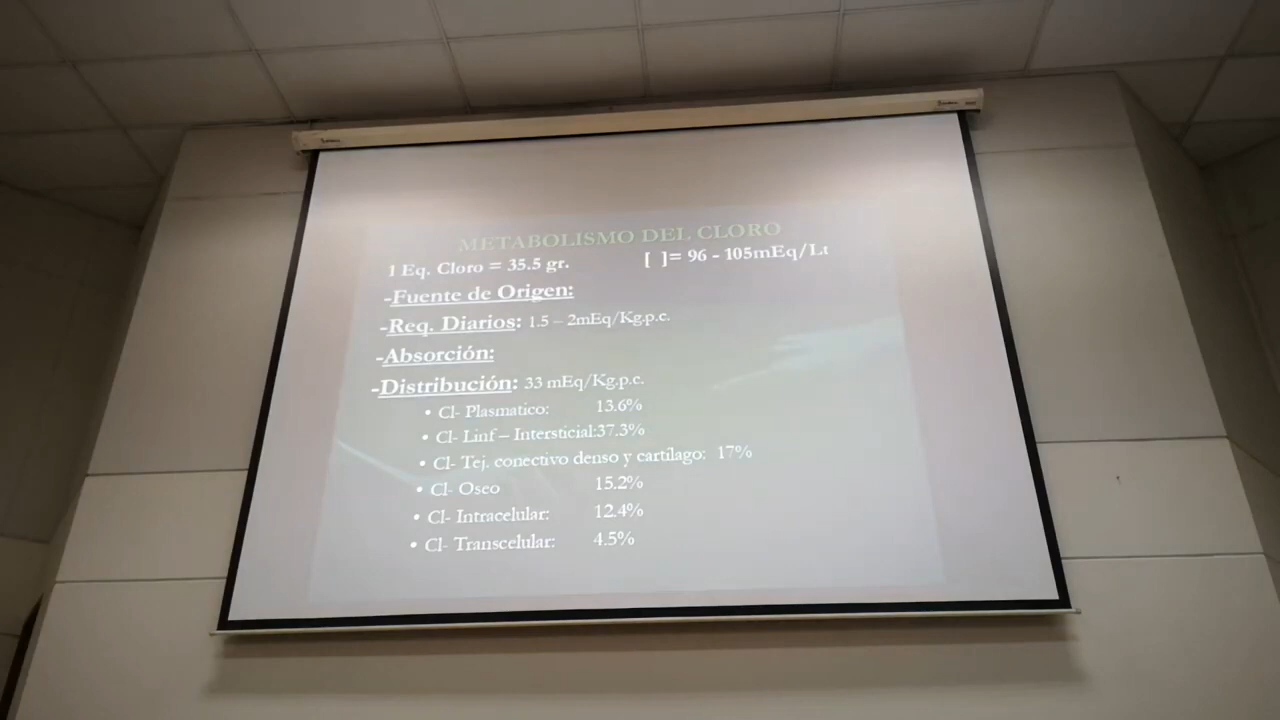 METABOLISMO DEL CLORO
1 Eq. Cloro = 35.5 gr. [ ]= 96 - 105mEq/Lt
-Fuente de Origen:
-Req. Diarios: 1.5 – 2mEq/Kg.p.c.
-Absorción:
-Distribución: 33 mEq/Kg.p.c.
• Cl- Plasmatico: 13.6%
• Cl- Linf – Intersticial:37.3%
• Cl- Tej. conectivo denso y cartílago: 17%
• Cl- Oseo 15.2%
• Cl- Intracelular: 12.4%
• Cl- Transcelular: 4.5%